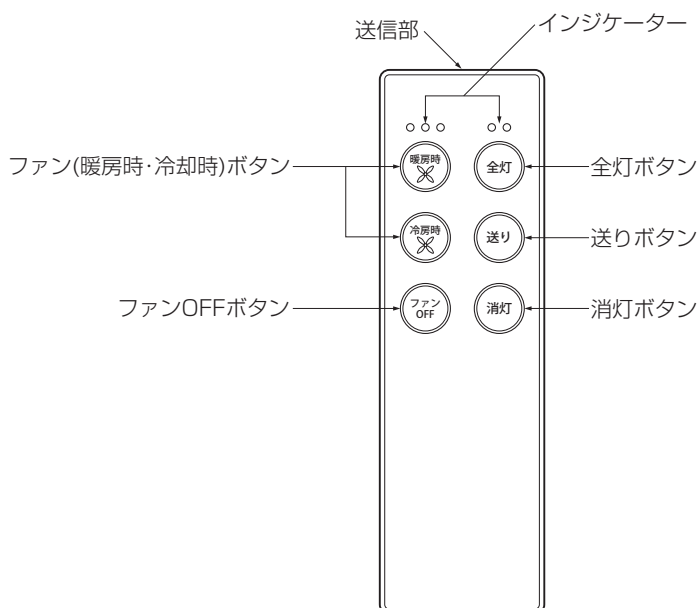 送信部
インジケーター
ファン(暖房時・冷却時)ボタン
暖房時
全灯
全灯ボタン
冷房時
送り
送りボタン
ファンOFFボタン
ファン
OFF
消灯
消灯ボタン